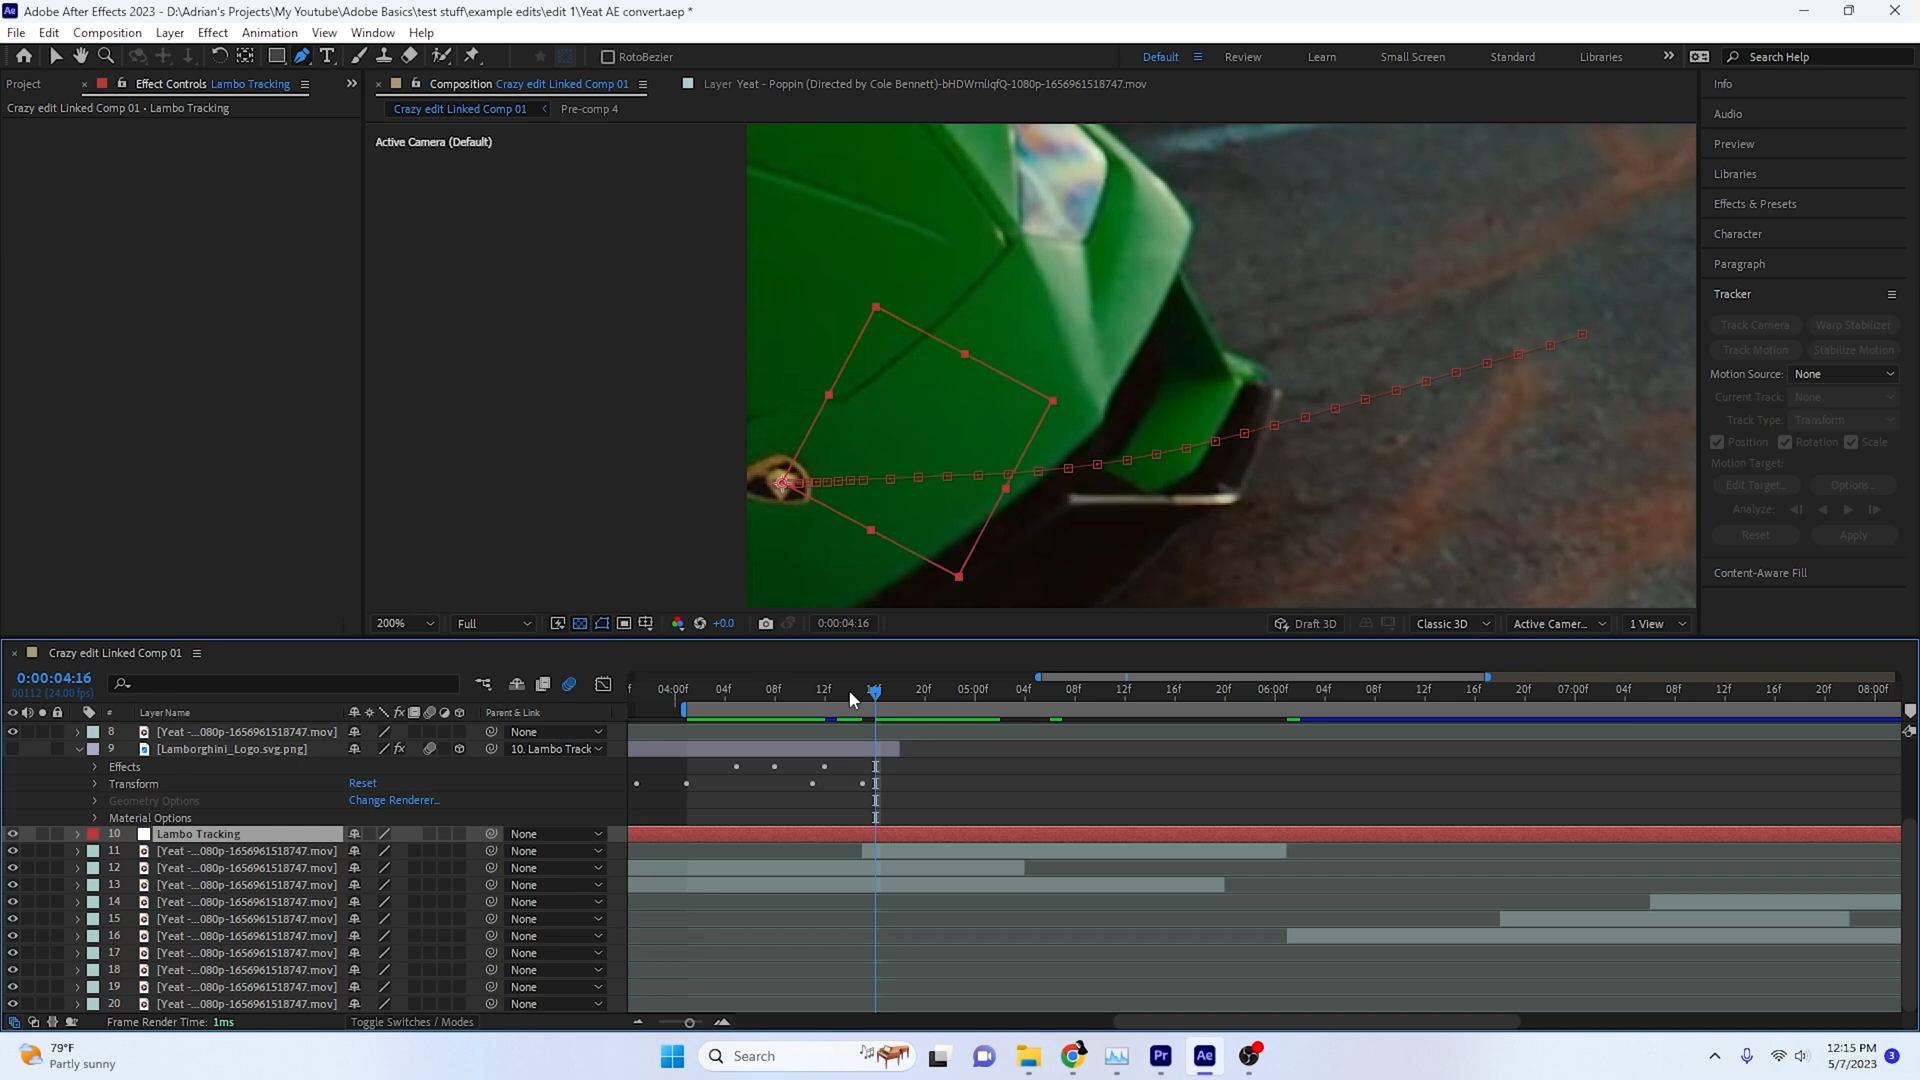 Adobe After Effects 2023 - D:\Adrian's Projects\My Youtube\Adobe Basics\test stuff\example edits\edit 1\Yeat AE convert.aep *
File Edit Composition Layer Effect Animation View Window Help
RotoBezier Default Review Learn Small Screen Standard Libraries Search Help
Project Effect Controls Lambo Tracking Composition Crazy edit Linked Comp 01 Layer Yeat - Poppin (Directed by Cole Bennett)-bHDWrnliqfQ-1080p-1656961518747.mov Info
Crazy edit Linked Comp 01 • Lambo Tracking Crazy edit Linked Comp 01 Pre-comp 4
Audio
Active Camera (Default) Preview
Libraries
Effects & Presets
Character
Paragraph
Tracker
Track Camera Warp Stabilizer
Track Motion Stabilize Motion
Motion Source: None
Current Track: None
Track Type: Transform
Position Rotation Scale
Motion Target:
Edit Target... Options...
Analyze:
Reset Apply
Content-Aware Fill
200% Full +0.0 0:00:04:16 Draft 3D Classic 3D Active Camer... 1 View
Crazy edit Linked Comp 01
0:00:04:16
00112 (24.00 fps)
f 04:00f 04f 08f 12f 16f 20f 05:00f 04f 08f 12f 16f 20f 06:00f 04f 08f 12f 16f 20f 07:00f 04f 08f 12f 16f 20f 08:00f
# Layer Name Parent & Link
8 [Yeat -...080p-1656961518747.mov] None
9 [Lamborghini_Logo.svg.png] 10. Lambo Track
Effects
Transform Reset
Geometry Options Change Renderer...
Material Options
10 Lambo Tracking None
11 [Yeat -...080p-1656961518747.mov] None
12 [Yeat -...080p-1656961518747.mov] None
13 [Yeat -...080p-1656961518747.mov] None
14 [Yeat -...080p-1656961518747.mov] None
15 [Yeat -...080p-1656961518747.mov] None
16 [Yeat -...080p-1656961518747.mov] None
17 [Yeat -...080p-1656961518747.mov] None
18 [Yeat -...080p-1656961518747.mov] None
19 [Yeat -...080p-1656961518747.mov] None
20 [Yeat -...080p-1656961518747.mov] None
Frame Render Time: 1ms Toggle Switches / Modes
79°F
Partly sunny
Search
Pr Ae
12:15 PM
5/7/2023
3